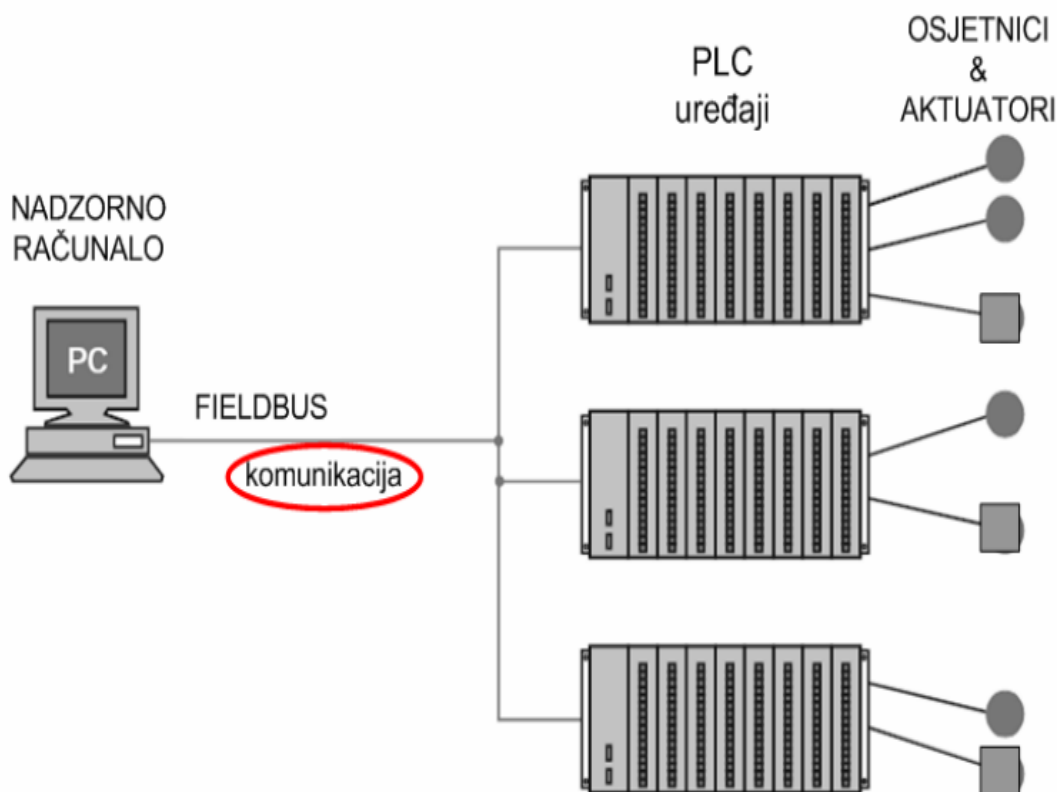 OSJETNICI
&
AKTUATORI
PLC
uređaji
NADZORNO
RAČUNALO
PC
FIELDBUS
komunikacija